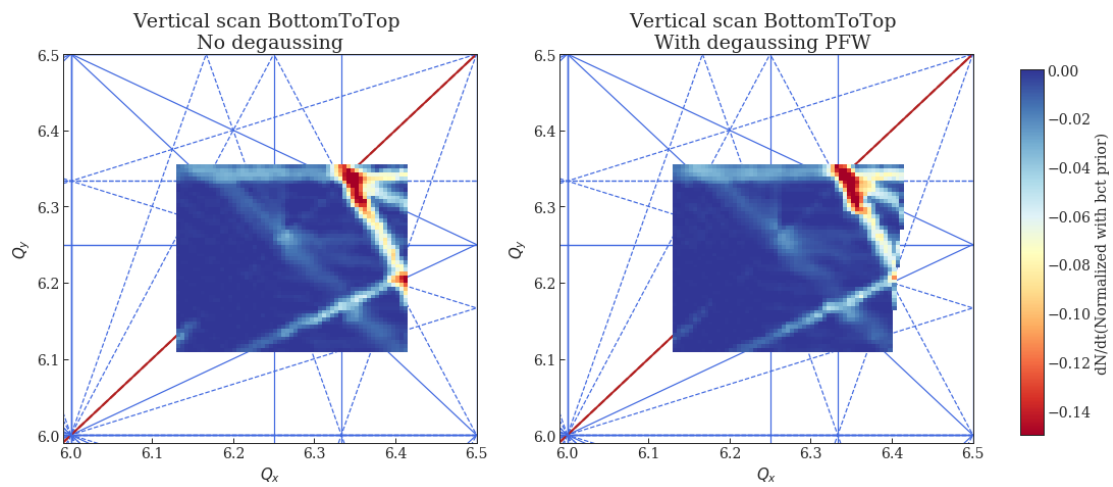 Vertical scan BottomToTop
No degaussing
6.5
6.4
6.3
6.2
6.1
6.0
Qy
6.0 6.1 6.2 6.3 6.4 6.5
Qx
Vertical scan BottomToTop
With degaussing PFW
6.5
6.4
6.3
6.2
6.1
6.0
Qy
6.0 6.1 6.2 6.3 6.4 6.5
Qx
0.00
−0.02
−0.04
−0.06
−0.08
−0.10
−0.12
−0.14
dN/dt(Normalized with bct prior)